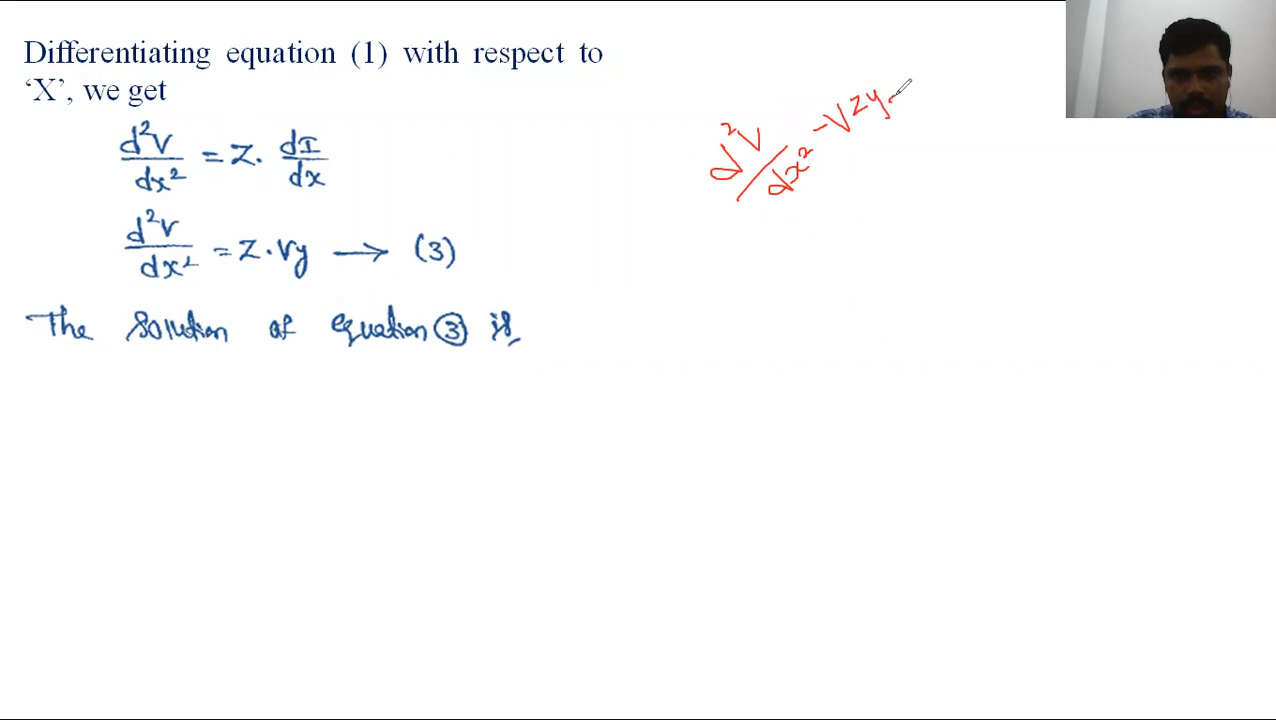 Differentiating equation (1) with respect to
‘X’, we get
d²V/dx² = Z. dI/dx
d²V/dx² = Z.Vy → (3)
The solution of equation ③ is,
d²V/dx² - VZy